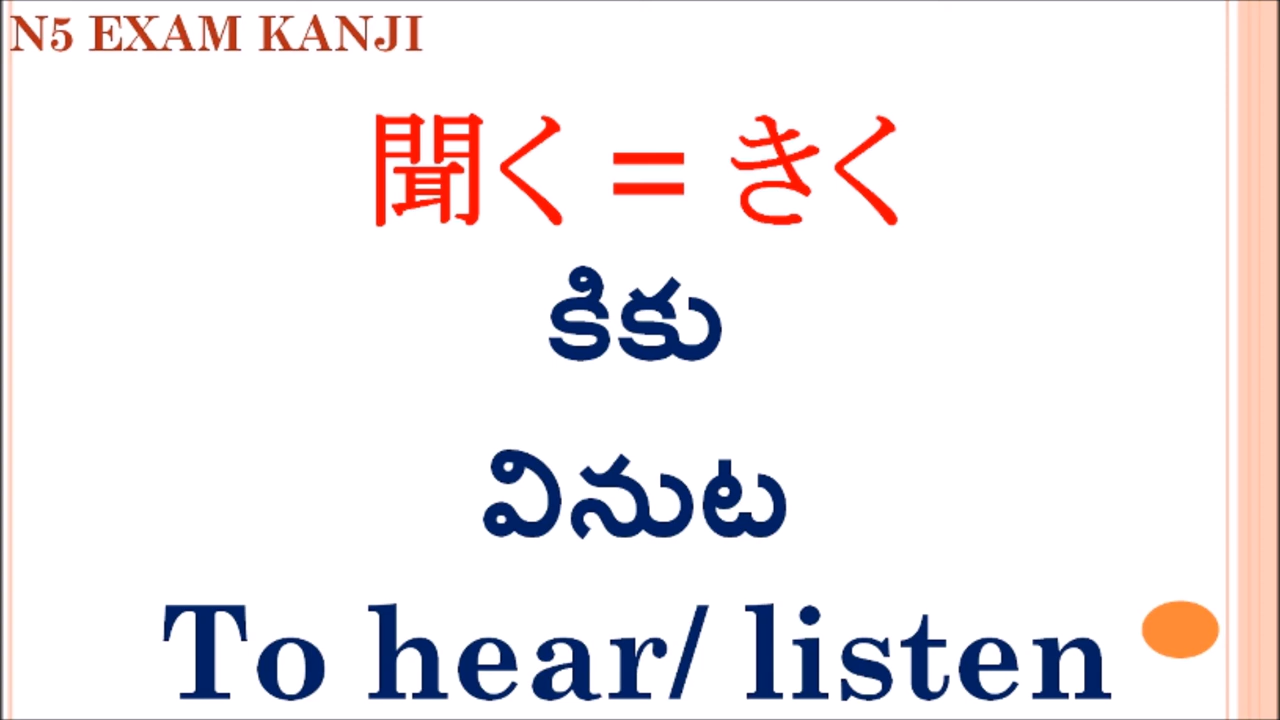 N5 EXAM KANJI
聞く = きく
కికు
వినుట
To hear/ listen